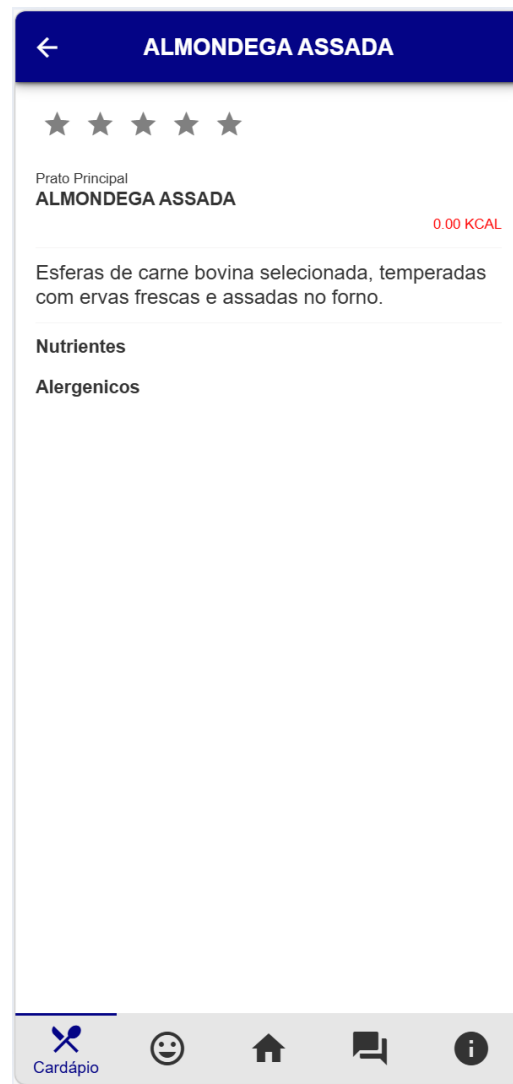 ALMONDEGA ASSADA
Prato Principal
ALMONDEGA ASSADA
0.00 KCAL
Esferas de carne bovina selecionada, temperadas
com ervas frescas e assadas no forno.
Nutrientes
Alergenicos
Cardápio